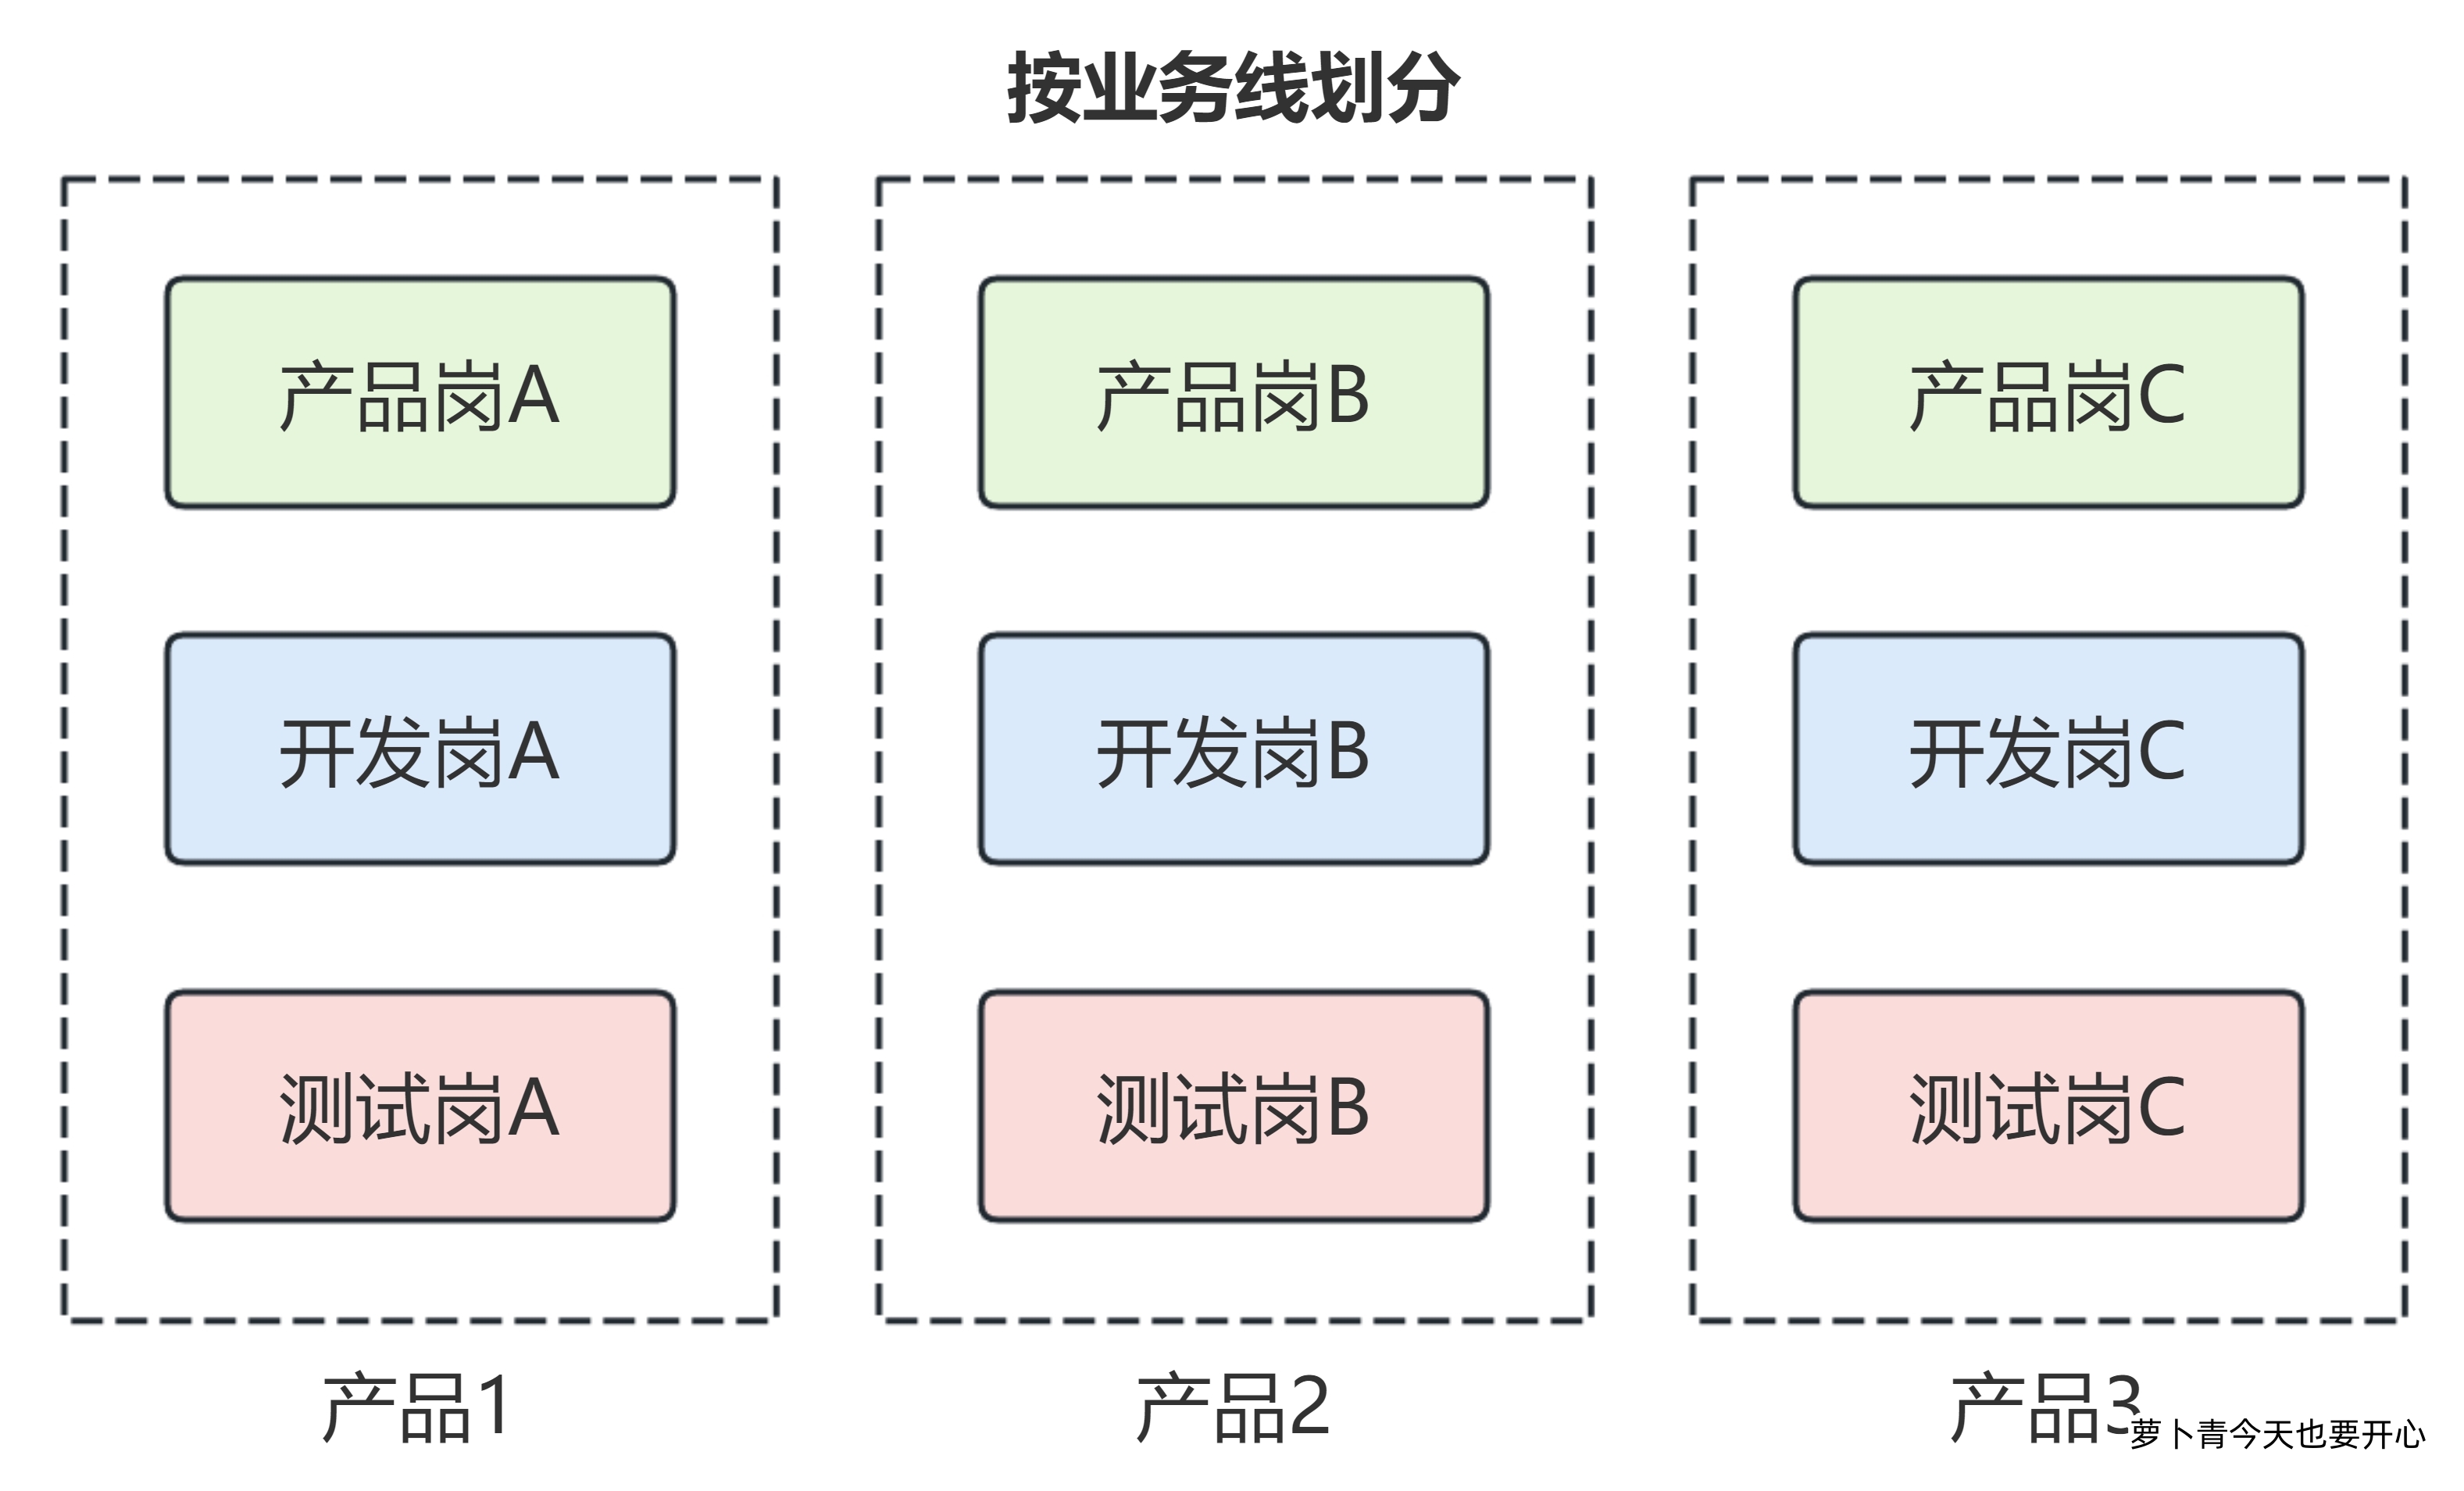 按业务线划分
产品岗A
产品岗B
产品岗C
开发岗A
开发岗B
开发岗C
测试岗A
测试岗B
测试岗C
产品1
产品2
产品3
萝卜青今天也要开心